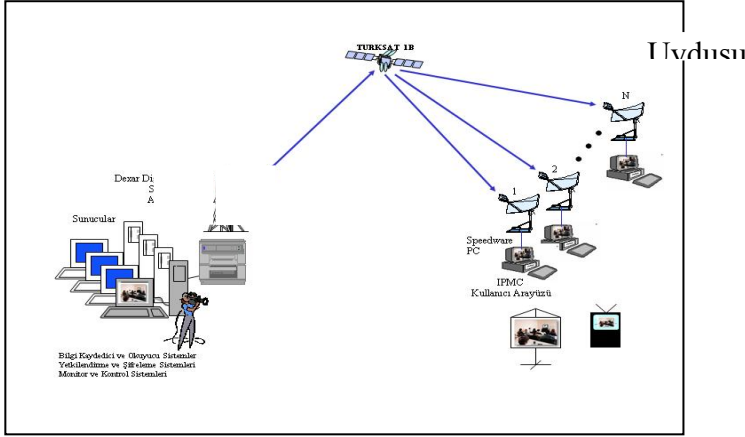 TURKSAT 1B
Uydusu
N
2
1
Dexar Di
S
A
Sunucular
Speedware
PC
IPMC
Kullanıcı Arayüzü
Bilgi Kaydedici ve Okuyucu Sistemler
Yetkilendirme ve Şifreleme Sistemleri
Monitor ve Kontrol Sistemleri